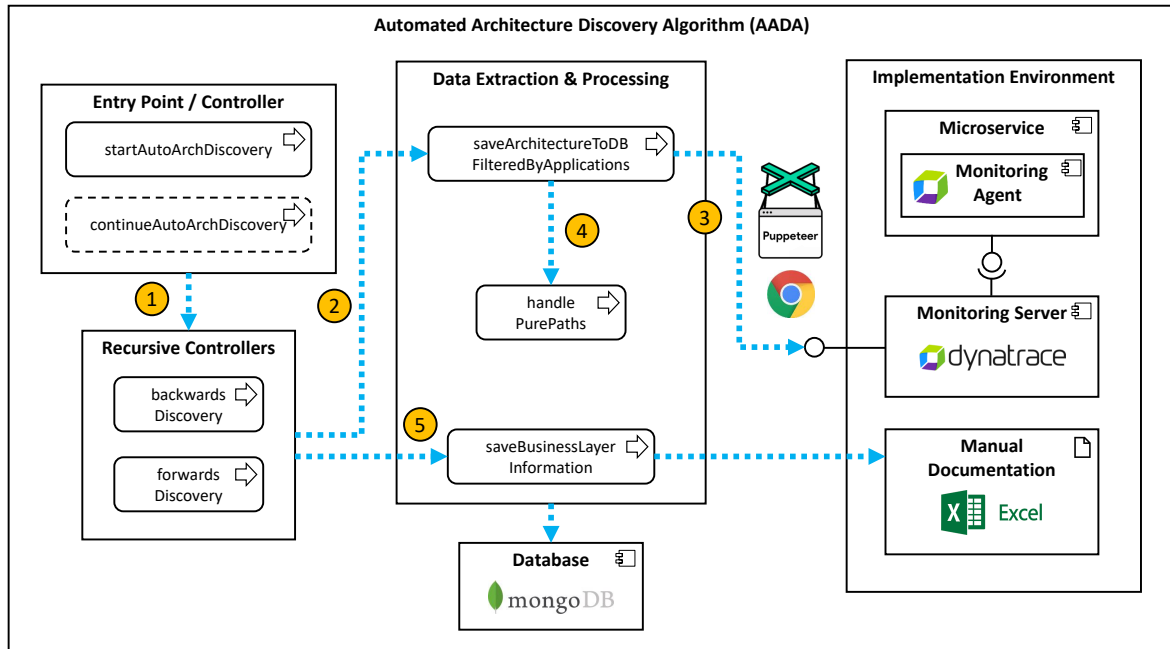 Automated Architecture Discovery Algorithm (AADA)
Entry Point / Controller
startAutoArchDiscovery
continueAutoArchDiscovery
1
Recursive Controllers
backwards
Discovery
forwards
Discovery
2
Data Extraction & Processing
saveArchitectureToDB
FilteredByApplications
4
handle
PurePaths
5
saveBusinessLayer
Information
Database
mongoDB
3
Puppeteer
Implementation Environment
Microservice
Monitoring
Agent
Monitoring Server
dynatrace
Manual
Documentation
X
Excel